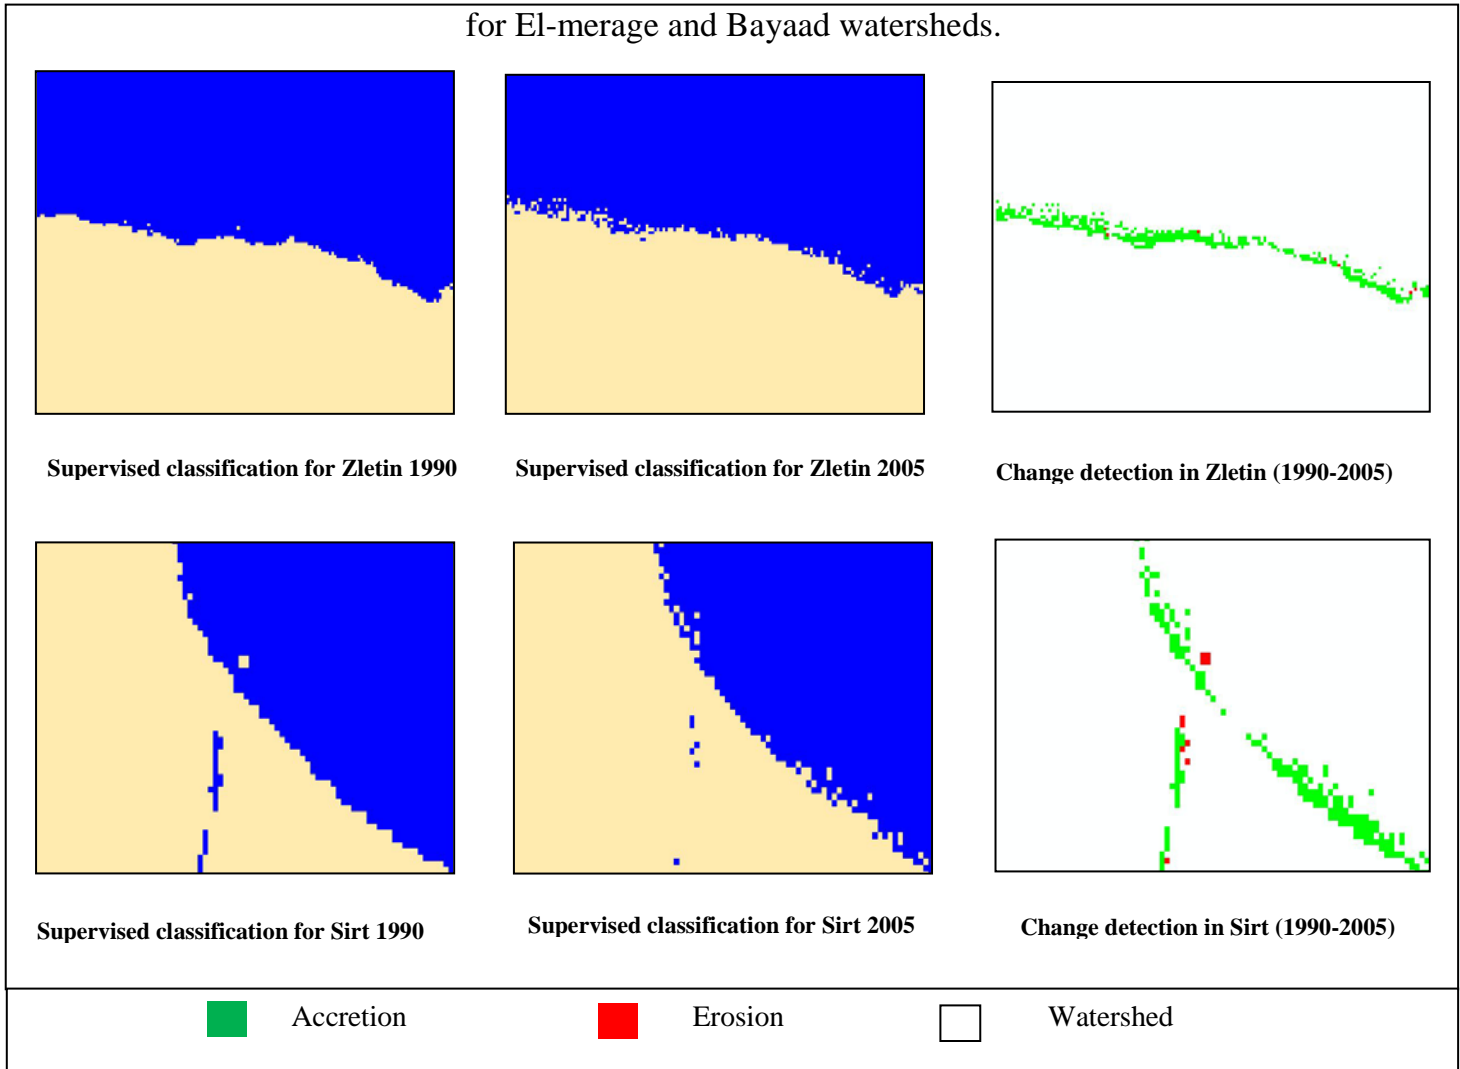 for El-merage and Bayaad watersheds.
Supervised classification for Zletin 1990
Supervised classification for Zletin 2005
Change detection in Zletin (1990-2005)
Supervised classification for Sirt 1990
Supervised classification for Sirt 2005
Change detection in Sirt (1990-2005)
Accretion
Erosion
Watershed